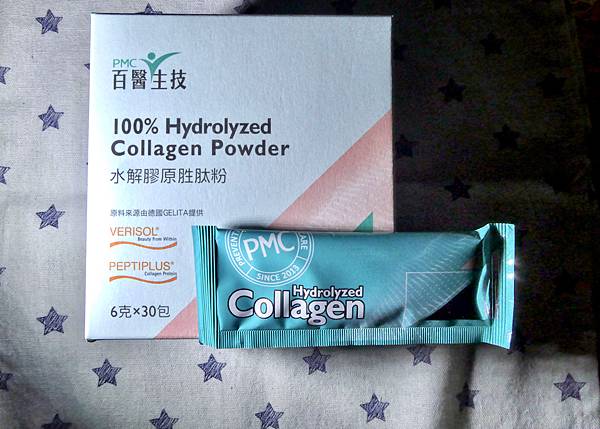 PMC
百醫生技
100% Hydrolyzed
Collagen Powder
水解膠原胜肽粉
原料來源由德國GELITA提供
VERISOL®
Beauty from Within
PEPTIPLUS®
Collagen Protein
6克×30包
PMC
SINCE 2013
Hydrolyzed
Collagen